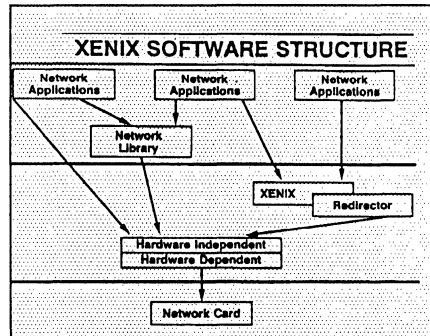 XENIX SOFTWARE STRUCTURE
Network
Applications
Network
Applications
Network
Applications
Network
Library
XENIX
Redirector
Hardware Independent
Hardware Dependent
Network Card